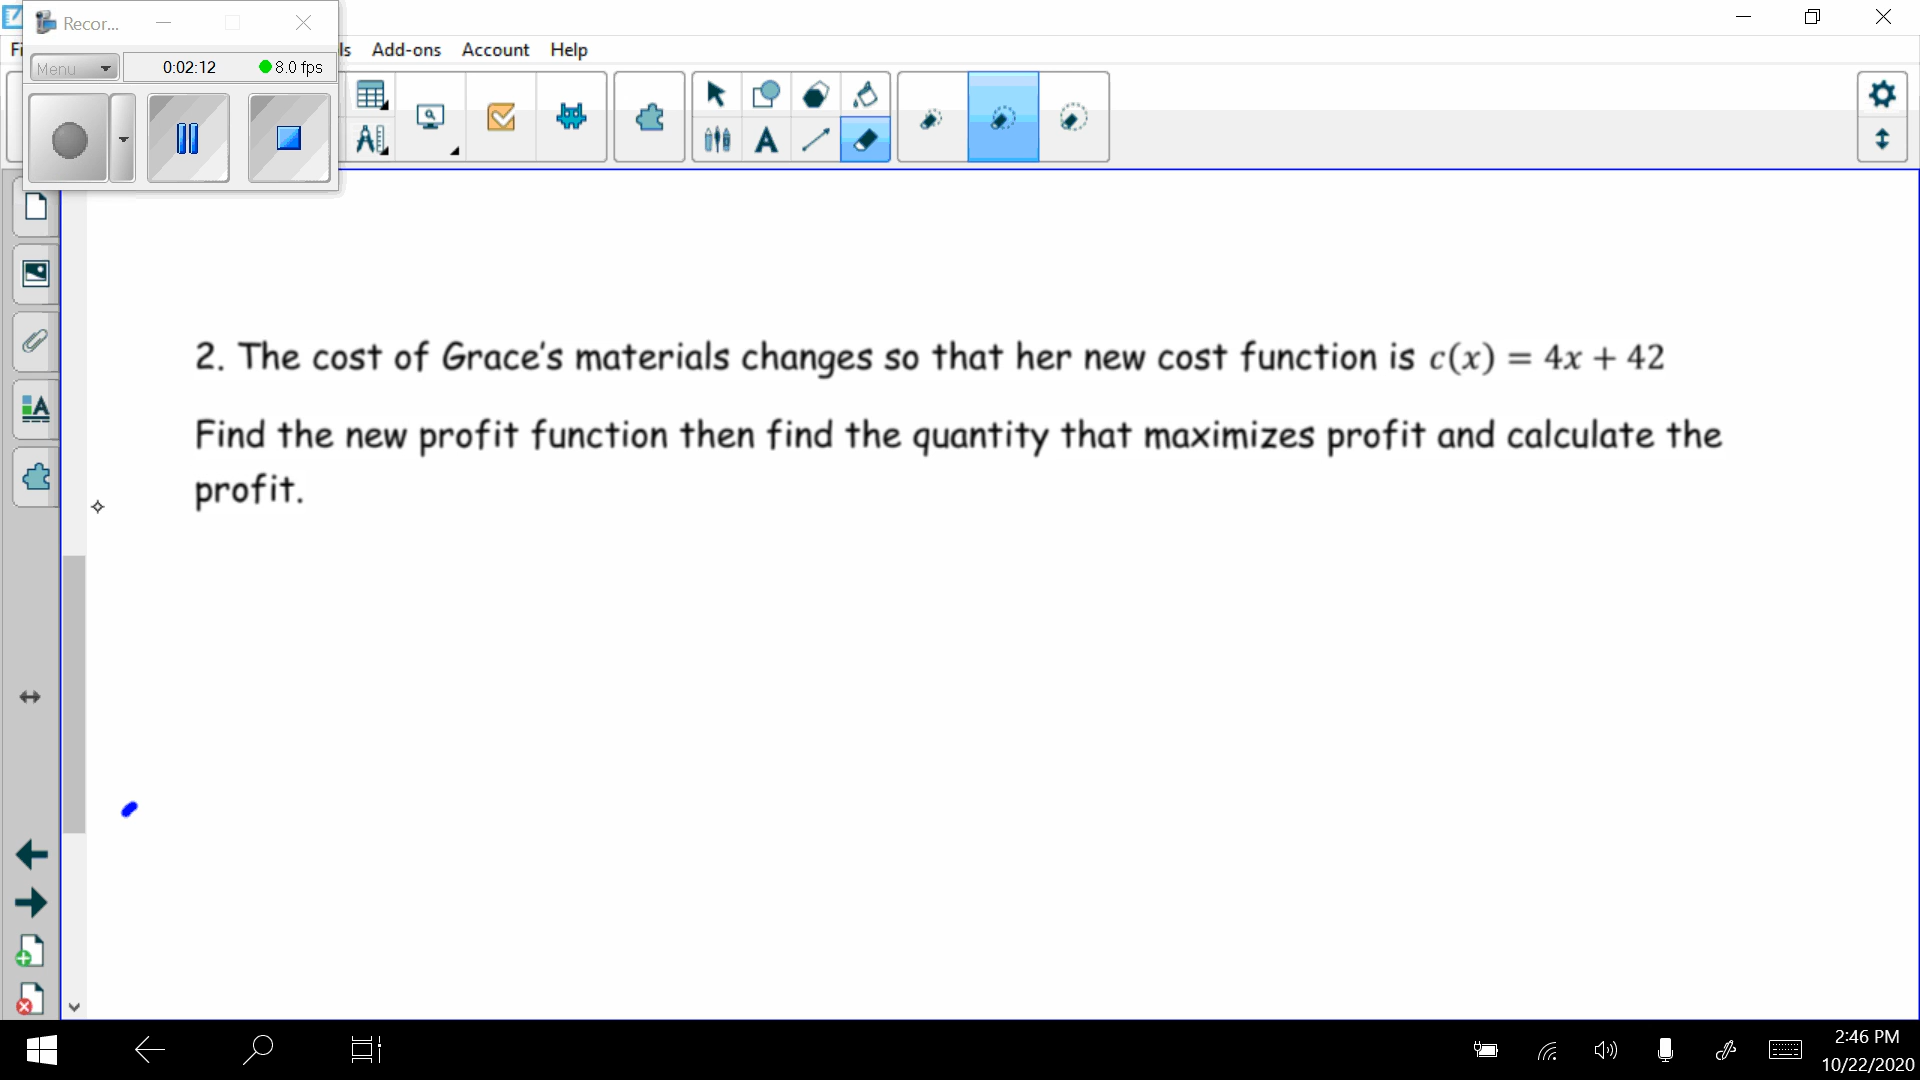 Recor...
Menu
0:02:12
8.0 fps
Fi
ls Add-ons Account Help
2. The cost of Grace's materials changes so that her new cost function is c(x) = 4x + 42
Find the new profit function then find the quantity that maximizes profit and calculate the
profit.
2:46 PM
10/22/2020